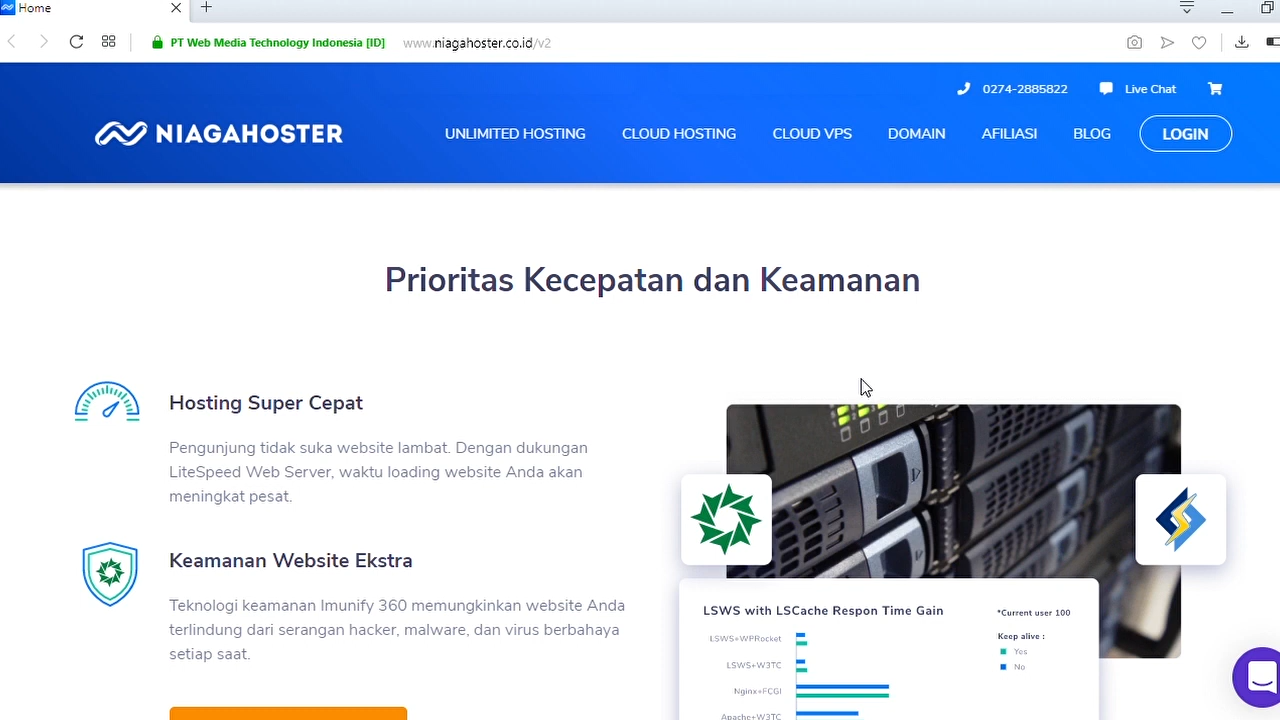 Home
PT Web Media Technology Indonesia [ID]
www.niagahoster.co.id/v2
0274-2885822
Live Chat
NIAGAHOSTER
UNLIMITED HOSTING
CLOUD HOSTING
CLOUD VPS
DOMAIN
AFILIASI
BLOG
LOGIN
Prioritas Kecepatan dan Keamanan
Hosting Super Cepat
Pengunjung tidak suka website lambat. Dengan dukungan
LiteSpeed Web Server, waktu loading website Anda akan
meningkat pesat.
Keamanan Website Ekstra
Teknologi keamanan Imunify 360 memungkinkan website Anda
terlindung dari serangan hacker, malware, dan virus berbahaya
setiap saat.
LSWS with LSCache Respon Time Gain
*Current user 100
Keep alive :
Yes
No
LSWS+WPRocket
LSWS+W3TC
Nginx+FCGI
Apache+W3TC